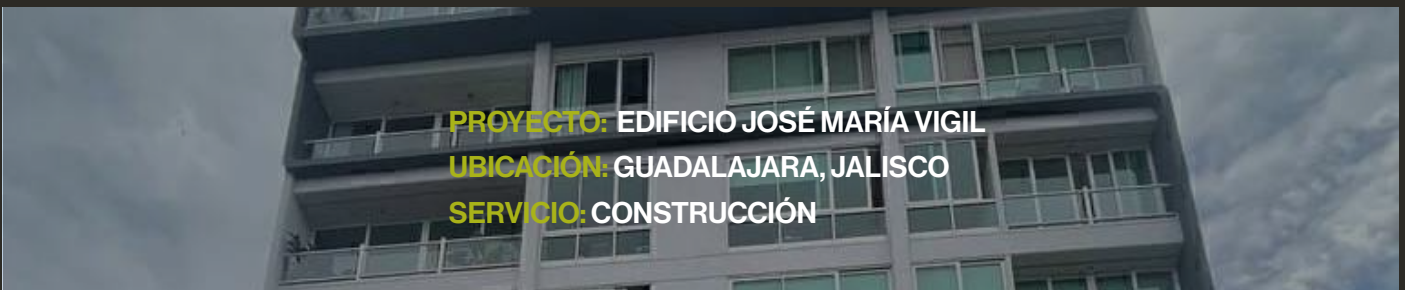 PROYECTO: EDIFICIO JOSÉ MARÍA VIGIL
UBICACIÓN: GUADALAJARA, JALISCO
SERVICIO: CONSTRUCCIÓN